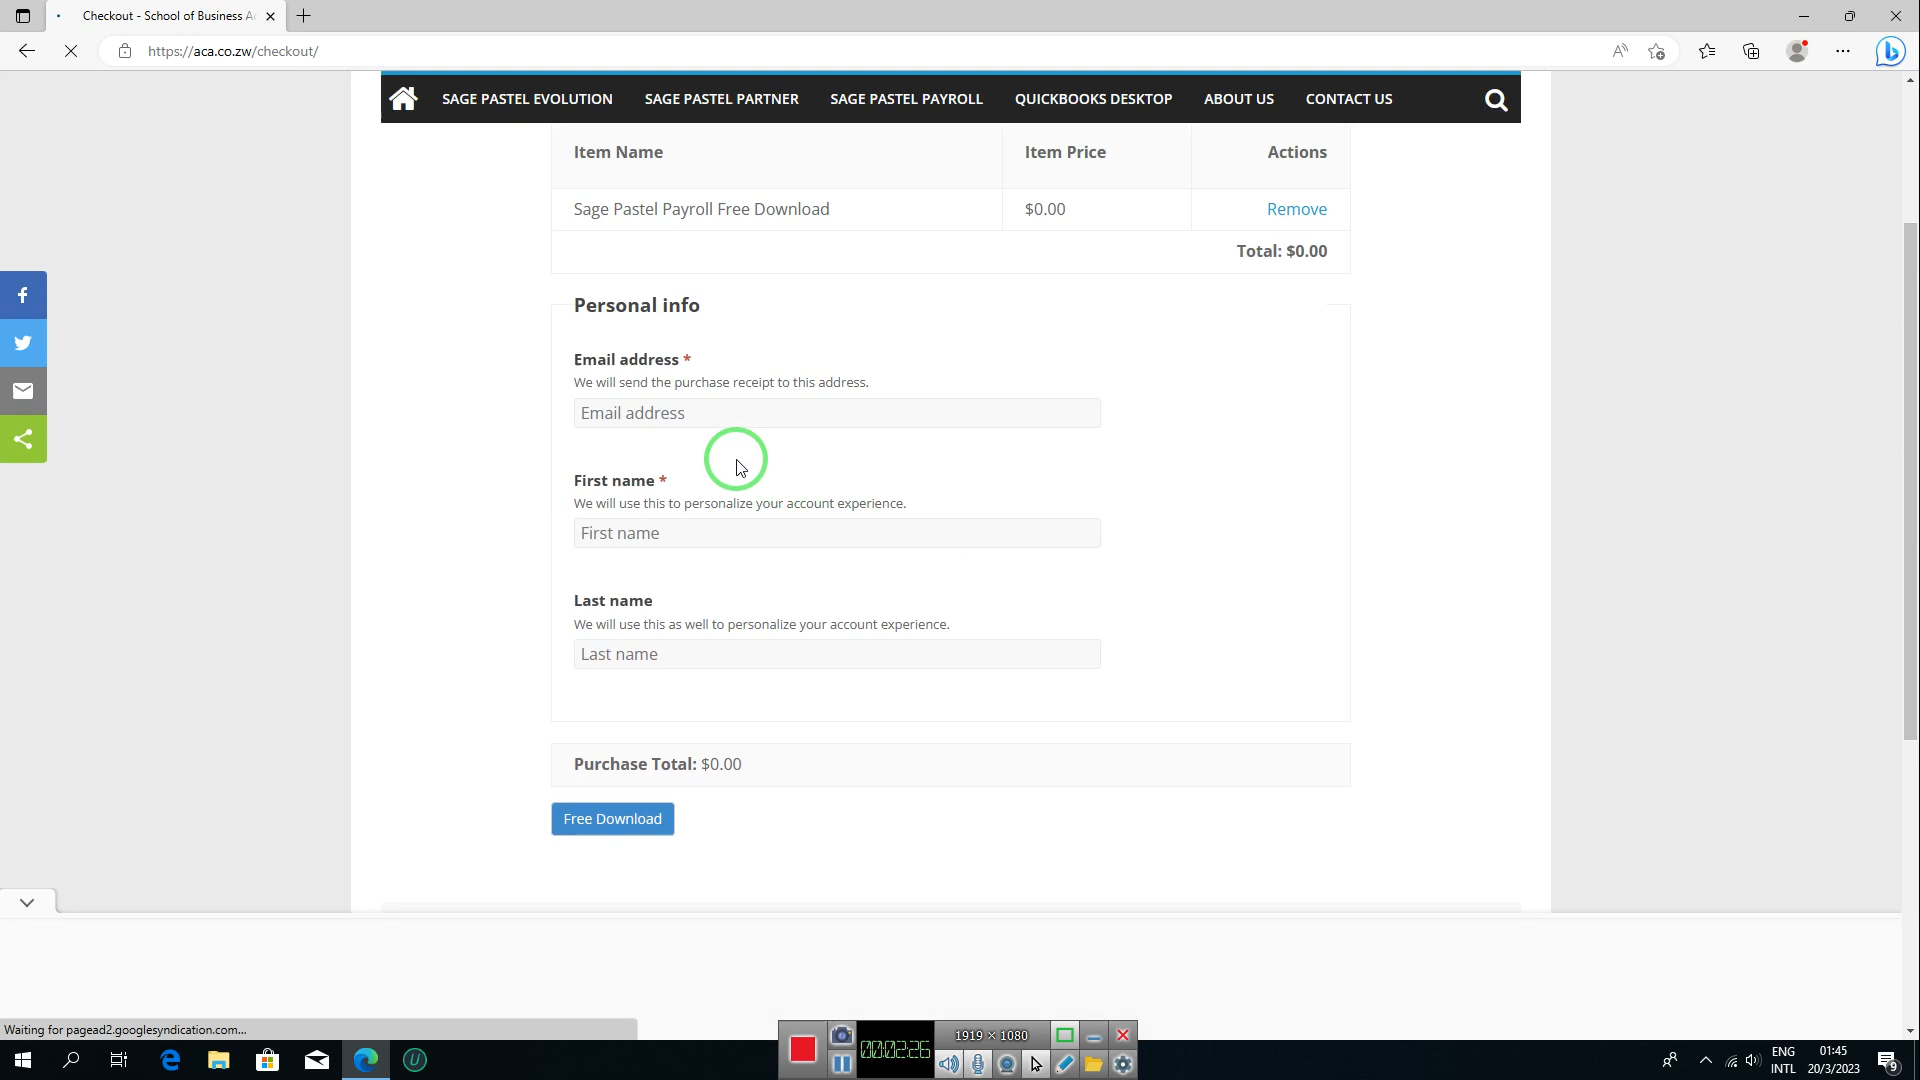 Checkout - School of Business Ac
https://aca.co.zw/checkout/
SAGE PASTEL EVOLUTION SAGE PASTEL PARTNER SAGE PASTEL PAYROLL QUICKBOOKS DESKTOP ABOUT US CONTACT US
Item Name Item Price Actions
Sage Pastel Payroll Free Download $0.00 Remove
Total: $0.00
Personal info
Email address *
We will send the purchase receipt to this address.
Email address
First name *
We will use this to personalize your account experience.
First name
Last name
We will use this as well to personalize your account experience.
Last name
Purchase Total: $0.00
Free Download
Waiting for pagead2.googlesyndication.com...
1919 × 1080
00:02:26
ENG 01:45
INTL 20/3/2023 9